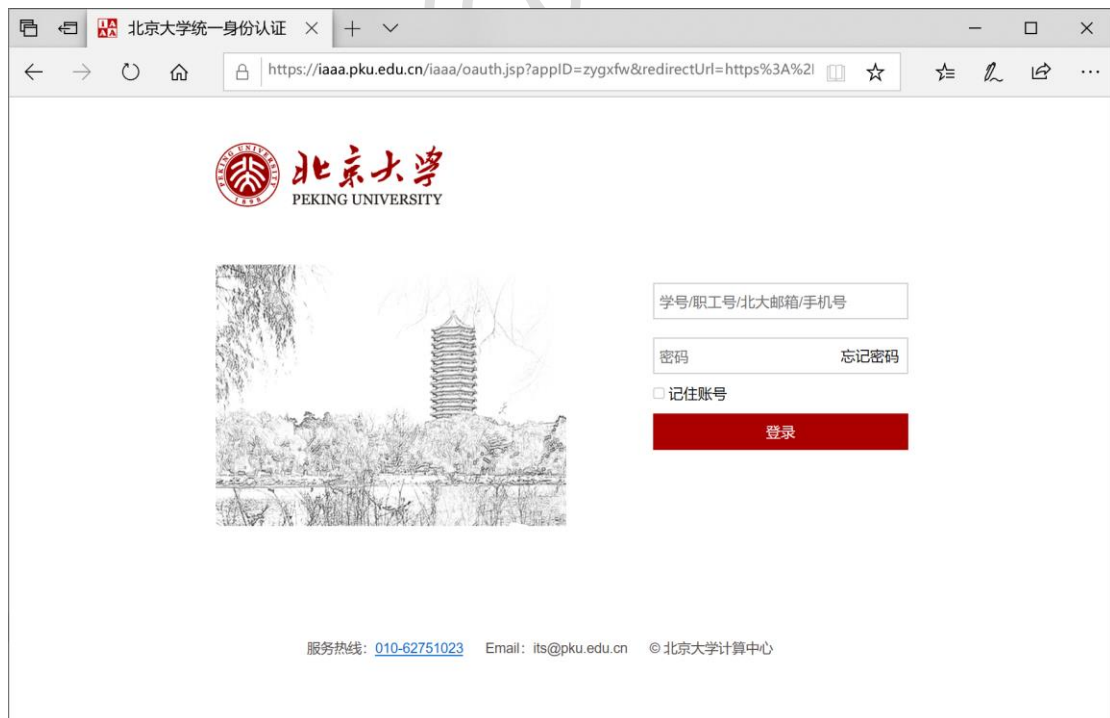 北京大学统一身份认证
https://iaaa.pku.edu.cn/iaaa/oauth.jsp?appID=zygxfw&redirectUrl=https%3A%2
北京大学
PEKING UNIVERSITY
学号/职工号/北大邮箱/手机号
密码 忘记密码
记住账号
登录
服务热线：010-62751023 Email：its@pku.edu.cn © 北京大学计算中心